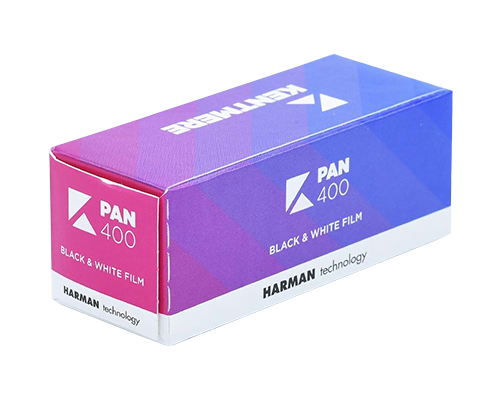 KENTMERE
PAN
400
BLACK & WHITE FILM
HARMAN technology
PAN
400
BLACK & WHITE FILM
HARMAN technology